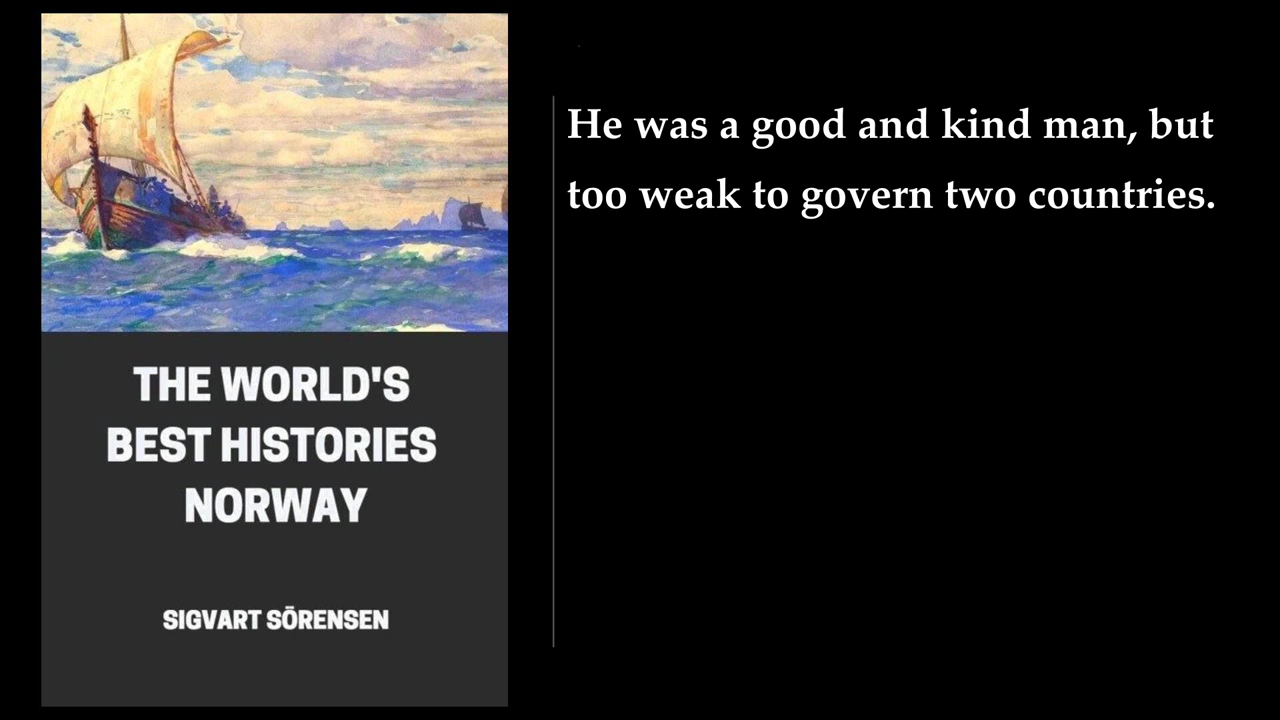 THE WORLD'S
BEST HISTORIES
NORWAY
SIGVART SÖRENSEN
He was a good and kind man, but
too weak to govern two countries.